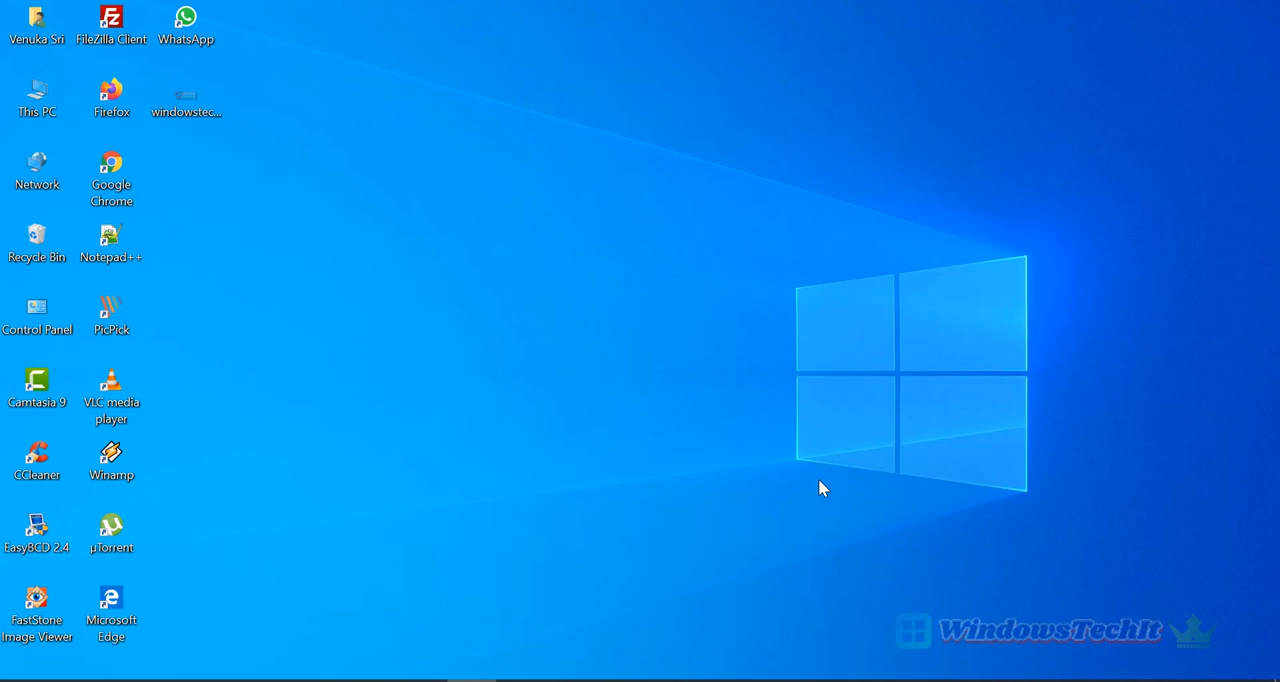 Venuka Sri
FileZilla Client
WhatsApp
This PC
Firefox
windowstec...
Network
Google
Chrome
Recycle Bin
Notepad++
Control Panel
PicPick
Camtasia 9
VLC media
player
CCleaner
Winamp
EasyBCD 2.4
µTorrent
FastStone
Image Viewer
Microsoft
Edge
WindowsTechIt